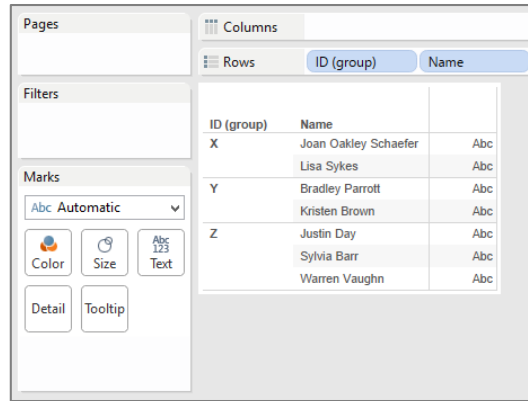 Pages
Columns
Rows ID (group) Name
Filters
ID (group) Name
X Joan Oakley Schaefer Abc
Lisa Sykes Abc
Y Bradley Parrott Abc
Kristen Brown Abc
Z Justin Day Abc
Sylvia Barr Abc
Warren Vaughn Abc
Marks
Abc Automatic
Color Size Abc 123 Text
Detail Tooltip